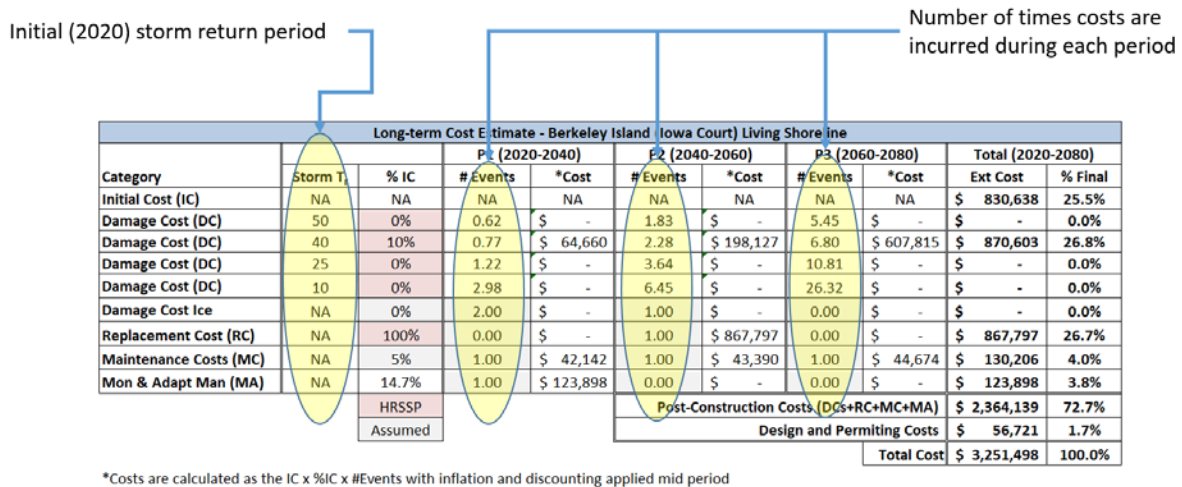 Initial (2020) storm return period
Number of times costs are
incurred during each period
Long-term Cost Estimate - Berkeley Island (Iowa Court) Living Shoreline
P1 (2020-2040) P2 (2040-2060) P3 (2060-2080) Total (2020-2080)
Category Storm Tr % IC # Events *Cost # Events *Cost # Events *Cost Ext Cost % Final
Initial Cost (IC) NA NA NA NA NA NA NA NA $ 830,638 25.5%
Damage Cost (DC) 50 0% 0.62 $ - 1.83 $ - 5.45 $ - $ - 0.0%
Damage Cost (DC) 40 10% 0.77 $ 64,660 2.28 $ 198,127 6.80 $ 607,815 $ 870,603 26.8%
Damage Cost (DC) 25 0% 1.22 $ - 3.64 $ - 10.81 $ - $ - 0.0%
Damage Cost (DC) 10 0% 2.98 $ - 6.45 $ - 26.32 $ - $ - 0.0%
Damage Cost Ice NA 0% 2.00 $ - 1.00 $ - 0.00 $ - $ - 0.0%
Replacement Cost (RC) NA 100% 0.00 $ - 1.00 $ 867,797 0.00 $ - $ 867,797 26.7%
Maintenance Costs (MC) NA 5% 1.00 $ 42,142 1.00 $ 43,390 1.00 $ 44,674 $ 130,206 4.0%
Mon & Adapt Man (MA) NA 14.7% 1.00 $ 123,898 0.00 $ - 0.00 $ - $ 123,898 3.8%
HRSSP Post-Construction Costs (DCs+RC+MC+MA) $ 2,364,139 72.7%
Assumed Design and Permiting Costs $ 56,721 1.7%
Total Cost $ 3,251,498 100.0%
*Costs are calculated as the IC x %IC x #Events with inflation and discounting applied mid period